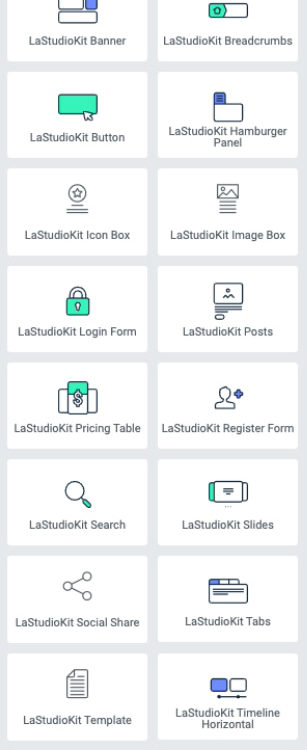 LaStudioKit Banner
LaStudioKit Breadcrumbs
LaStudioKit Button
LaStudioKit Hamburger
Panel
LaStudioKit Icon Box
LaStudioKit Image Box
LaStudioKit Login Form
LaStudioKit Posts
$
LaStudioKit Pricing Table
LaStudioKit Register Form
LaStudioKit Search
LaStudioKit Slides
LaStudioKit Social Share
LaStudioKit Tabs
LaStudioKit Template
LaStudioKit Timeline
Horizontal